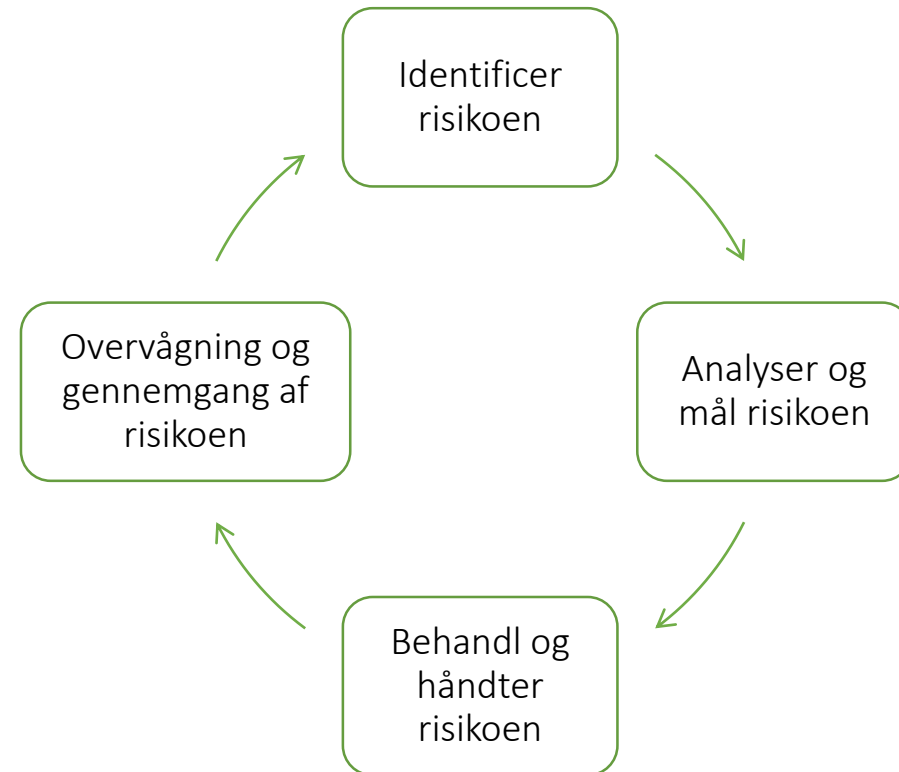 Identificer
risikoen
Analyser og
mål risikoen
Behandl og
håndter
risikoen
Overvågning og
gennemgang af
risikoen